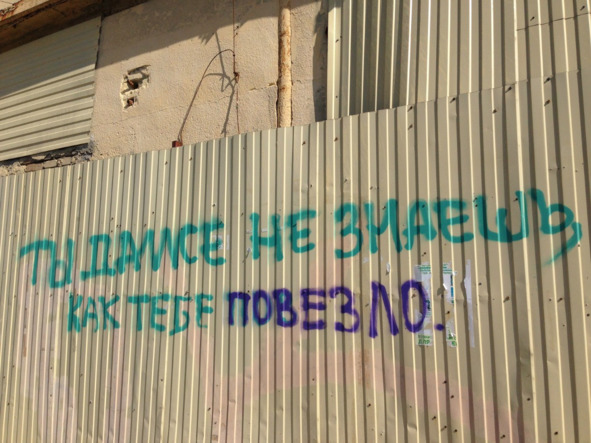 ТЫ ДАЖЕ НЕ ЗНАЕШЬ,
КАК ТЕБЕ ПОВЕЗЛО.